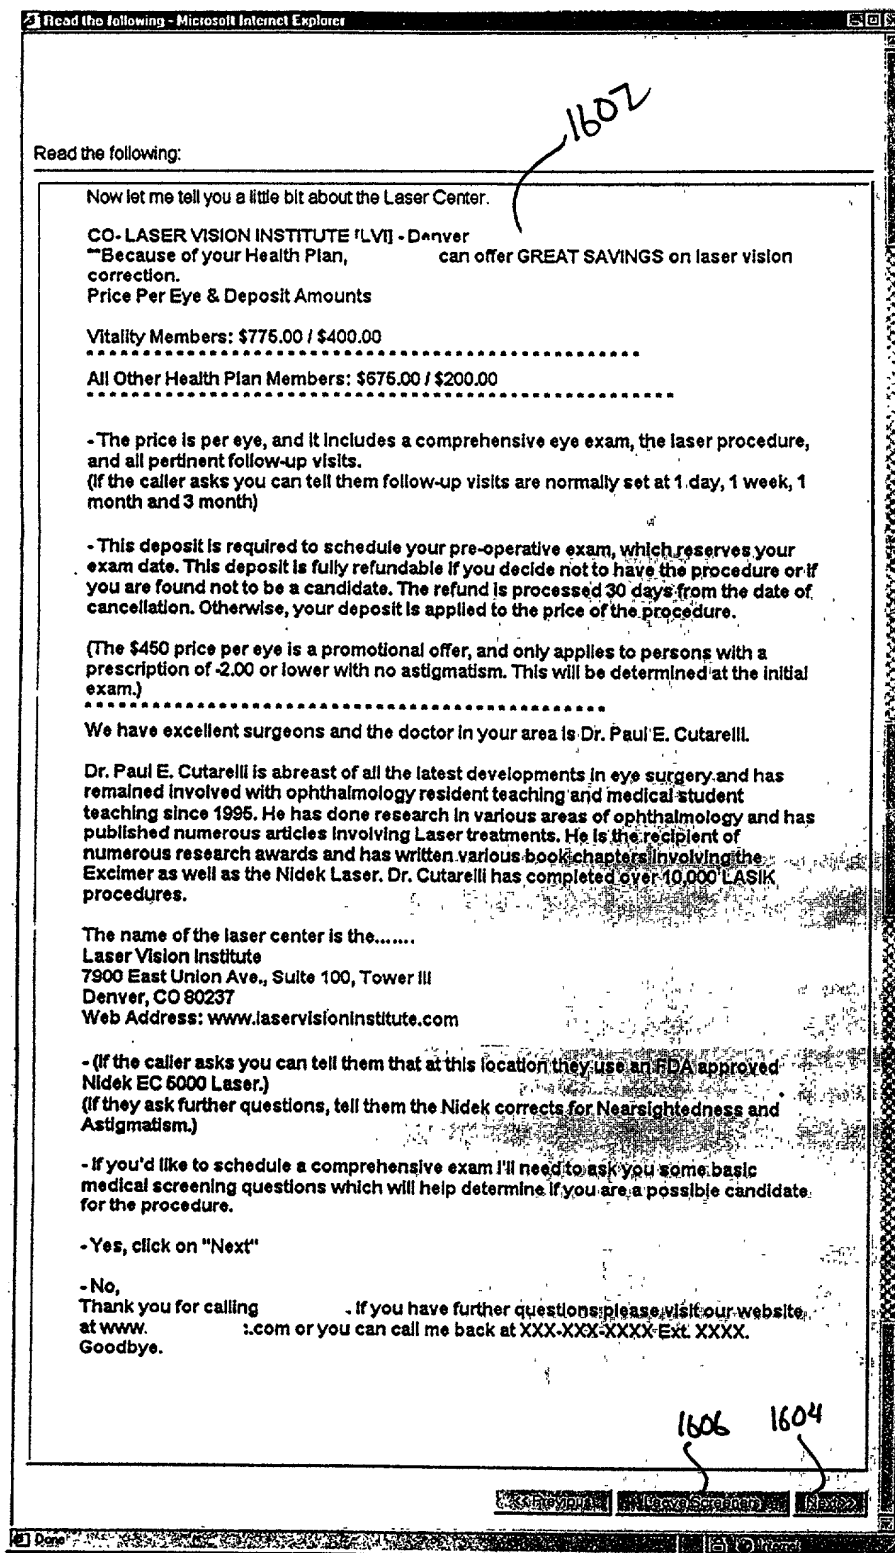 Read the following - Microsoft Internet Explorer
1602
Read the following:
Now let me tell you a little bit about the Laser Center.
CO- LASER VISION INSTITUTE [LVI] - Denver
**Because of your Health Plan, can offer GREAT SAVINGS on laser vision
correction.
Price Per Eye & Deposit Amounts
Vitality Members: $775.00 / $400.00
All Other Health Plan Members: $675.00 / $200.00
- The price is per eye, and it includes a comprehensive eye exam, the laser procedure,
and all pertinent follow-up visits.
(If the caller asks you can tell them follow-up visits are normally set at 1 day, 1 week, 1
month and 3 month)
- This deposit is required to schedule your pre-operative exam, which reserves your
exam date. This deposit is fully refundable if you decide not to have the procedure or if
you are found not to be a candidate. The refund is processed 30 days from the date of
cancellation. Otherwise, your deposit is applied to the price of the procedure.
(The $450 price per eye is a promotional offer, and only applies to persons with a
prescription of -2.00 or lower with no astigmatism. This will be determined at the initial
exam.)
We have excellent surgeons and the doctor in your area is Dr. Paul E. Cutarelli.
Dr. Paul E. Cutarelli is abreast of all the latest developments in eye surgery and has
remained involved with ophthalmology resident teaching and medical student
teaching since 1995. He has done research in various areas of ophthalmology and has
published numerous articles involving Laser treatments. He is the recipient of
numerous research awards and has written various book chapters involving the
Excimer as well as the Nidek Laser. Dr. Cutarelli has completed over 10,000 LASIK
procedures.
The name of the laser center is the.......
Laser Vision Institute
7900 East Union Ave., Suite 100, Tower III
Denver, CO 80237
Web Address: www.laservisioninstitute.com
- (If the caller asks you can tell them that at this location they use an FDA approved
Nidek EC 5000 Laser.)
(If they ask further questions, tell them the Nidek corrects for Nearsightedness and
Astigmatism.)
- If you'd like to schedule a comprehensive exam I'll need to ask you some basic
medical screening questions which will help determine if you are a possible candidate
for the procedure.
- Yes, click on "Next"
- No,
Thank you for calling . If you have further questions please visit our website
at www. .com or you can call me back at XXX-XXX-XXXX Ext. XXXX.
Goodbye.
1606 1604
<< Previous Leave Screener Next >>
Done Internet